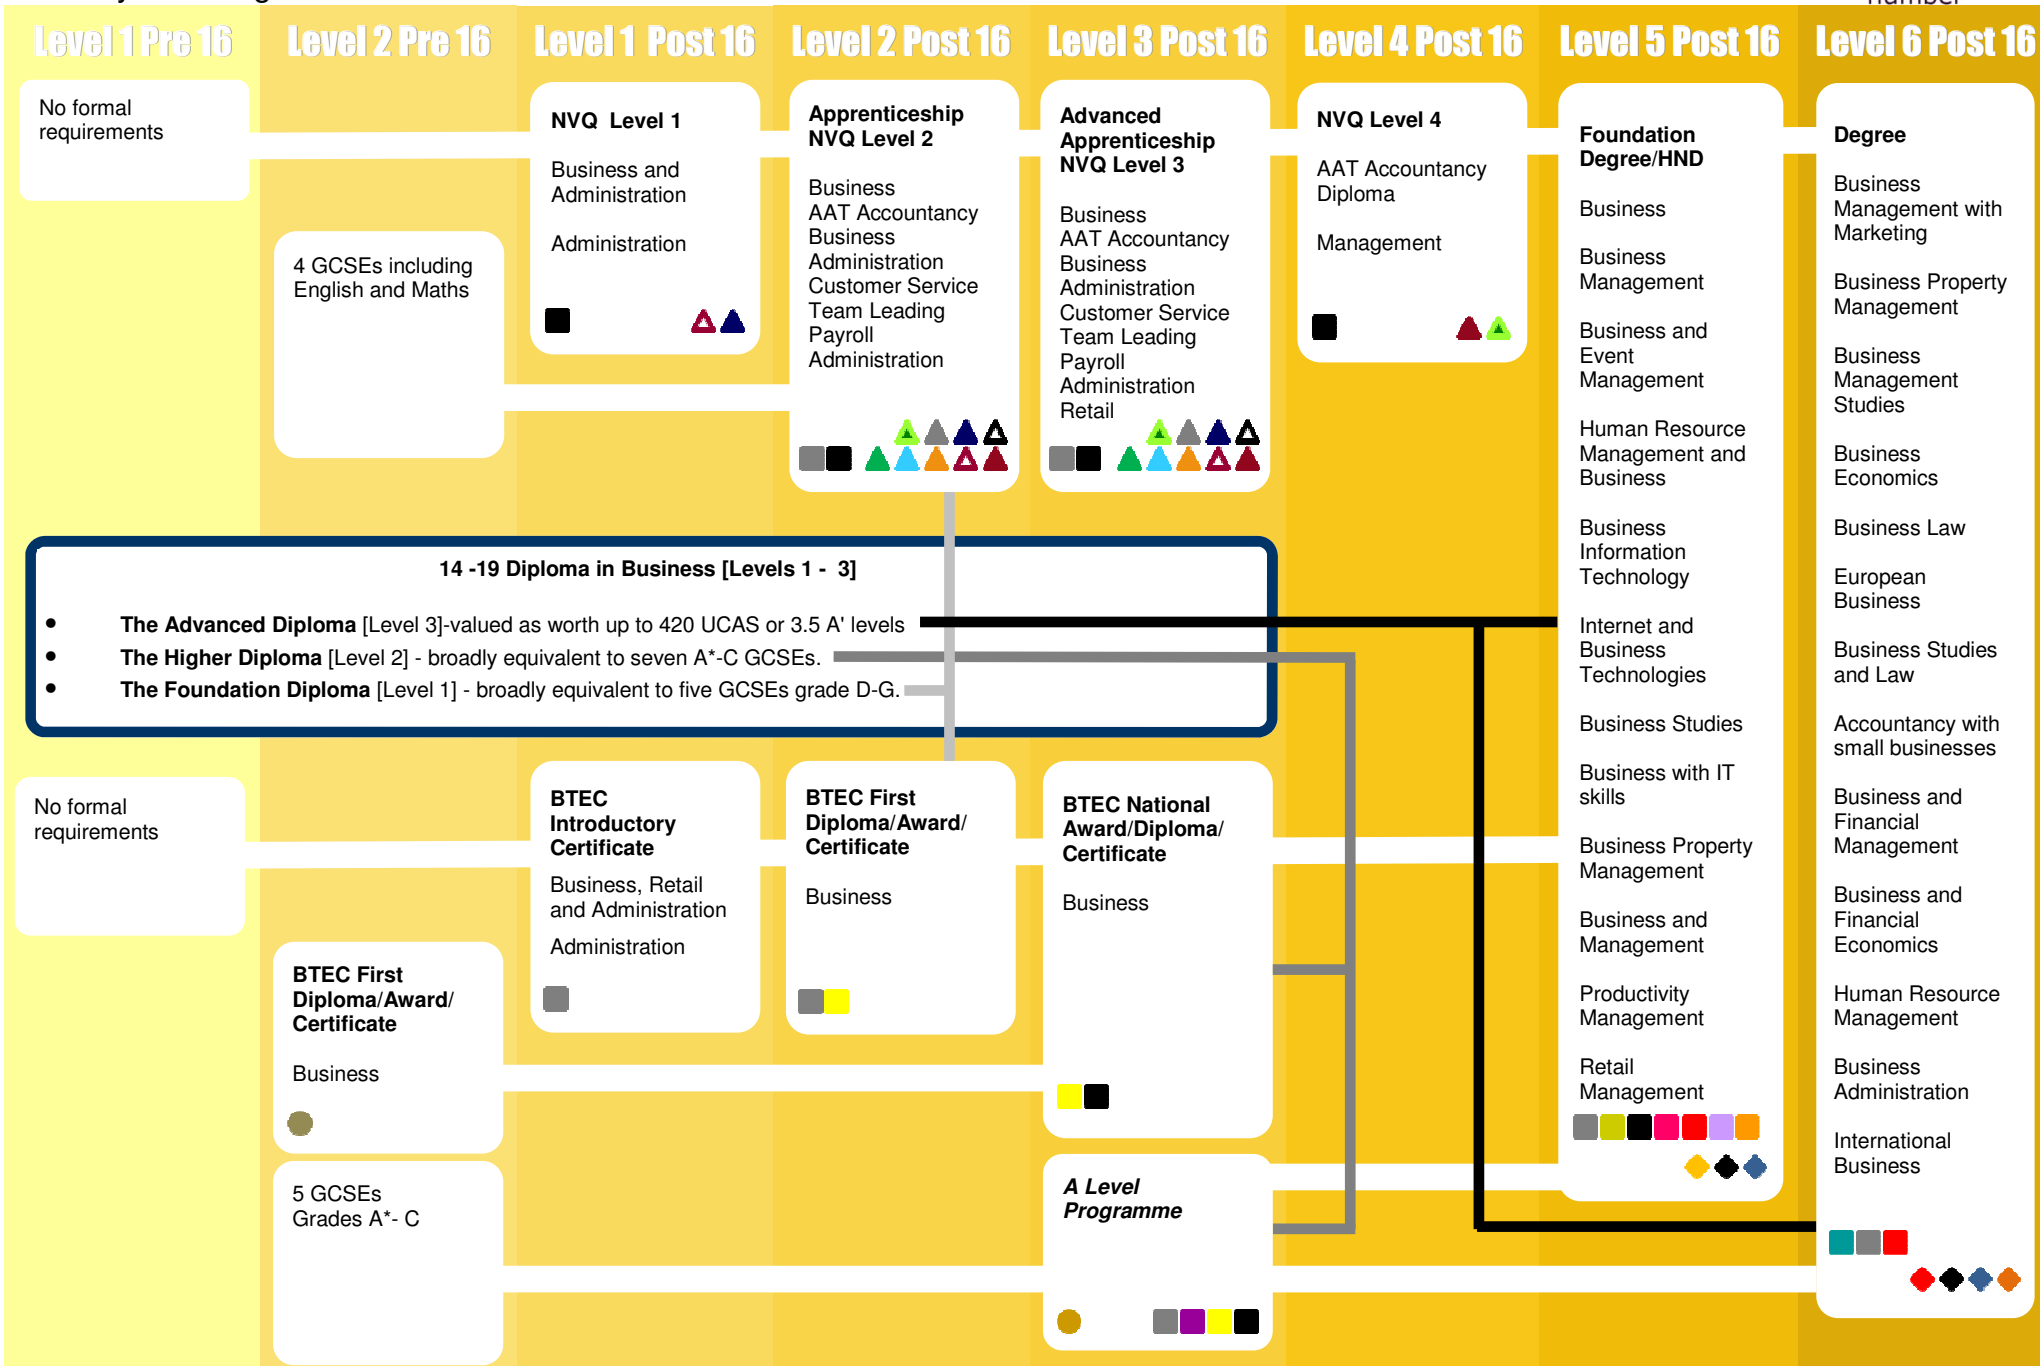 Level 1 Pre 16
Level 2 Pre 16
Level 1 Post 16
Level 2 Post 16
Level 3 Post 16
Level 4 Post 16
Level 5 Post 16
Level 6 Post 16
No formal
requirements
4 GCSEs including
English and Maths
NVQ Level 1
Business and
Administration
Administration
Apprenticeship
NVQ Level 2
Business
AAT Accountancy
Business
Administration
Customer Service
Team Leading
Payroll
Administration
Advanced
Apprenticeship
NVQ Level 3
Business
AAT Accountancy
Business
Administration
Customer Service
Team Leading
Payroll
Administration
Retail
NVQ Level 4
AAT Accountancy
Diploma
Management
Foundation
Degree/HND
Business
Business
Management
Business and
Event
Management
Human Resource
Management and
Business
Business
Information
Technology
Internet and
Business
Technologies
Business Studies
Business with IT
skills
Business Property
Management
Business and
Management
Productivity
Management
Retail
Management
Degree
Business
Management with
Marketing
Business Property
Management
Business
Management
Studies
Business
Economics
Business Law
European
Business
Business Studies
and Law
Accountancy with
small businesses
Business and
Financial
Management
Business and
Financial
Economics
Human Resource
Management
Business
Administration
International
Business
14 -19 Diploma in Business [Levels 1 - 3]
• The Advanced Diploma [Level 3]-valued as worth up to 420 UCAS or 3.5 A' levels
• The Higher Diploma [Level 2] - broadly equivalent to seven A*-C GCSEs.
• The Foundation Diploma [Level 1] - broadly equivalent to five GCSEs grade D-G.
No formal
requirements
BTEC First
Diploma/Award/
Certificate
Business
5 GCSEs
Grades A*- C
BTEC
Introductory
Certificate
Business, Retail
and Administration
Administration
BTEC First
Diploma/Award/
Certificate
Business
BTEC National
Award/Diploma/
Certificate
Business
A Level
Programme